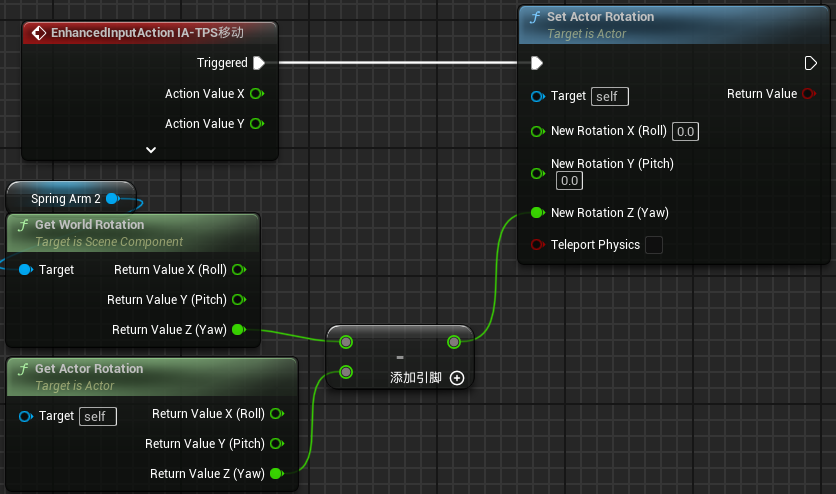 EnhancedInputAction IA-TPS移动
Triggered
Action Value X
Action Value Y
Set Actor Rotation
Target is Actor
Target self
Return Value
New Rotation X (Roll) 0.0
New Rotation Y (Pitch)
0.0
New Rotation Z (Yaw)
Teleport Physics
Spring Arm 2
Get World Rotation
Target is Scene Component
Target
Return Value X (Roll)
Return Value Y (Pitch)
Return Value Z (Yaw)
-
添加引脚
Get Actor Rotation
Target is Actor
Target self
Return Value X (Roll)
Return Value Y (Pitch)
Return Value Z (Yaw)